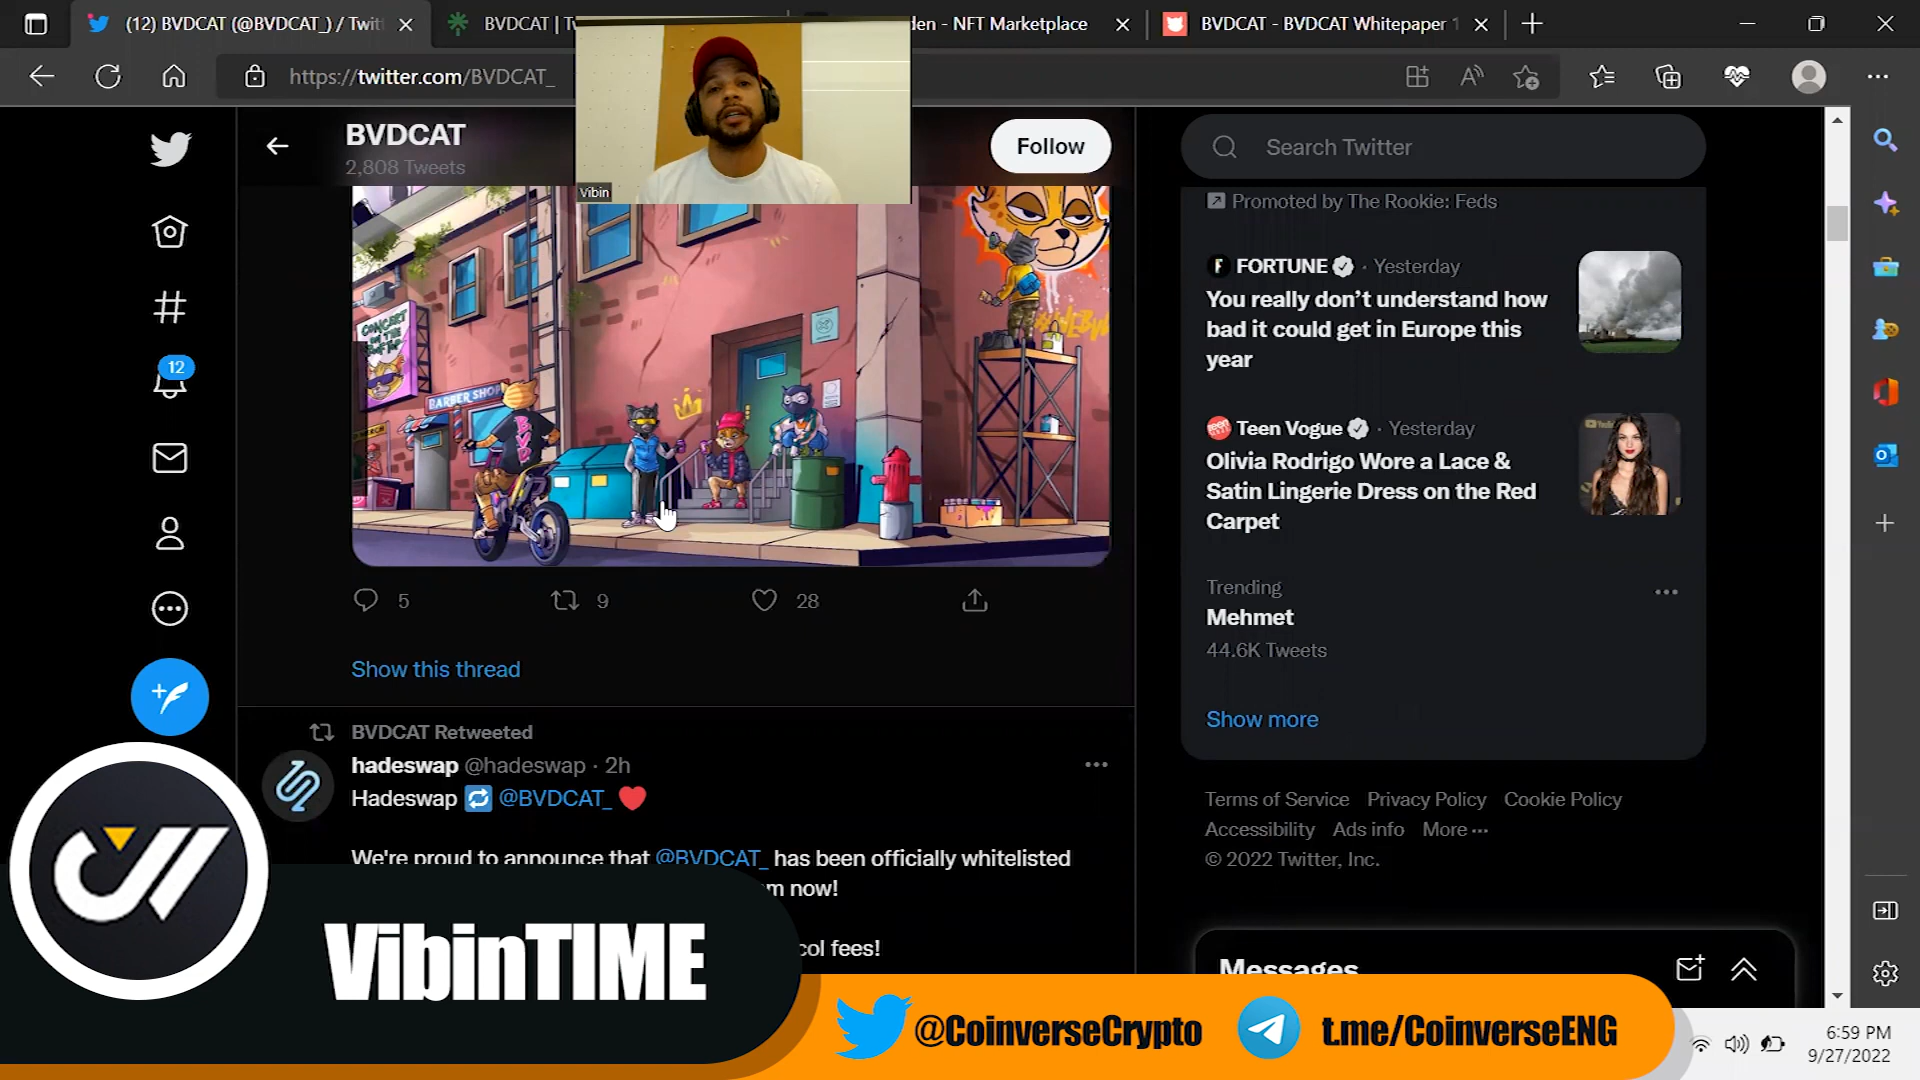 (12) BVDCAT (@BVDCAT_) / Twit
BVDCAT | T
den - NFT Marketplace
BVDCAT - BVDCAT Whitepaper 1
https://twitter.com/BVDCAT_
Vibin
BVDCAT
2,808 Tweets
Follow
Search Twitter
Promoted by The Rookie: Feds
FORTUNE · Yesterday
You really don’t understand how
bad it could get in Europe this
year
Teen Vogue · Yesterday
Olivia Rodrigo Wore a Lace &
Satin Lingerie Dress on the Red
Carpet
Trending
Mehmet
44.6K Tweets
Show more
Terms of Service Privacy Policy Cookie Policy
Accessibility Ads info More ···
© 2022 Twitter, Inc.
Messages
12
CONCERT
BARBER SHOP
BVD
5 9 28
Show this thread
BVDCAT Retweeted
hadeswap @hadeswap · 2h
Hadeswap @BVDCAT_
We're proud to announce that @BVDCAT_ has been officially whitelisted
m now!
col fees!
VibinTIME
@CoinverseCrypto
t.me/CoinverseENG
6:59 PM
9/27/2022